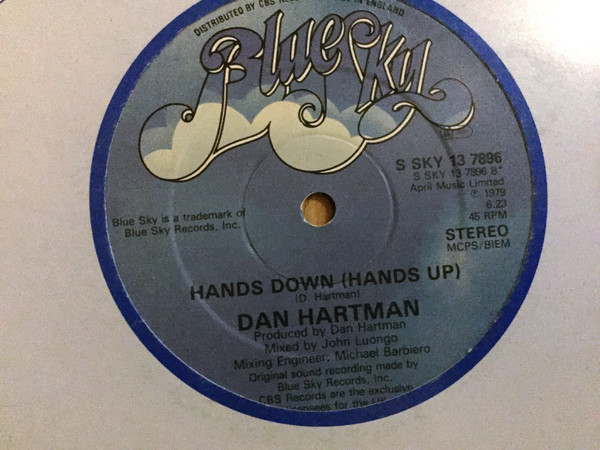 DISTRIBUTED BY CBS
IN ENGLAND
Blue Sky
S SKY 13 7896
S SKY 13 7896 B*
April Music Limited
℗ 1979
6.23
45 RPM
STEREO
MCPS/BIEM
Blue Sky is a trademark of
Blue Sky Records, Inc.
HANDS DOWN (HANDS UP)
(D. Hartman)
DAN HARTMAN
Produced by Dan Hartman
Mixed by John Luongo
Mixing Engineer: Michael Barbiero
Original sound recording made by
Blue Sky Records, Inc.
CBS Records are the exclusive
for the